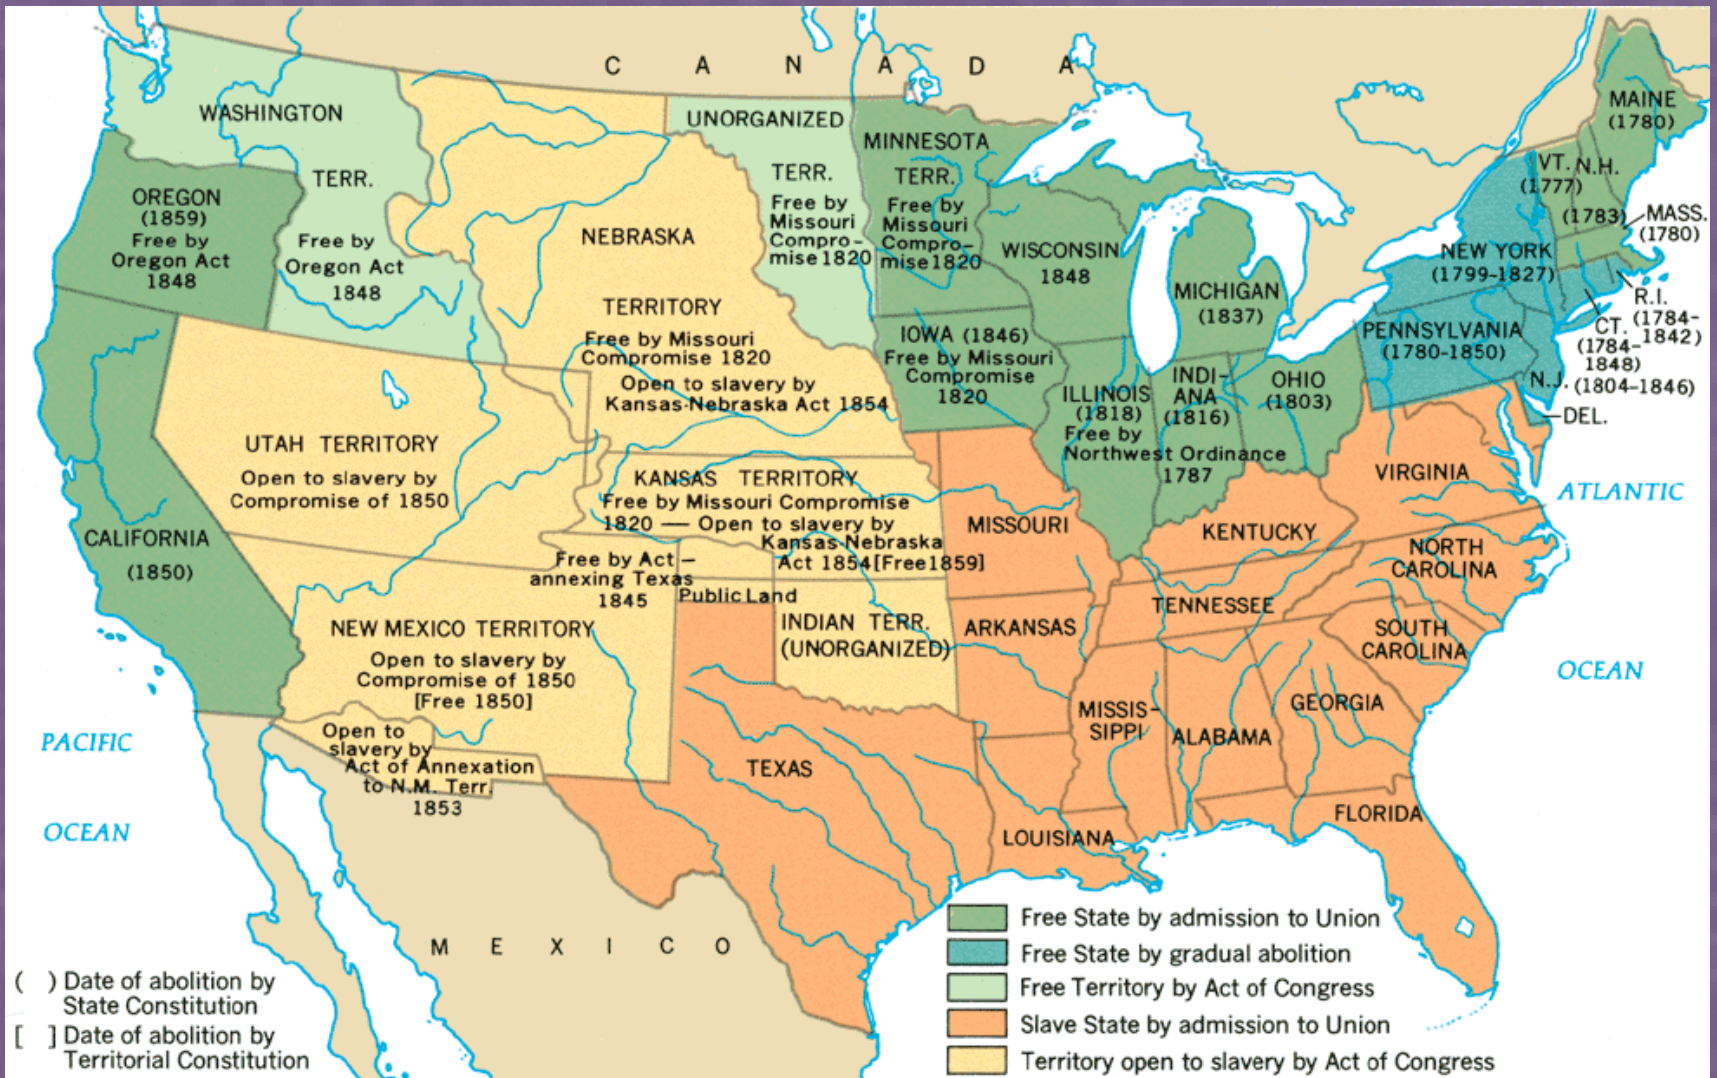 C A N A D A
WASHINGTON
TERR.
Free by
Oregon Act
1848
OREGON
(1859)
Free by
Oregon Act
1848
CALIFORNIA
(1850)
UTAH TERRITORY
Open to slavery by
Compromise of 1850
NEBRASKA
TERRITORY
Free by Missouri
Compromise 1820
Open to slavery by
Kansas-Nebraska Act 1854
KANSAS TERRITORY
Free by Missouri Compromise
1820 — Open to slavery by
Kansas-Nebraska
Act 1854[Free1859]
Free by Act –
annexing Texas
1845
Public Land
NEW MEXICO TERRITORY
Open to slavery by
Compromise of 1850
[Free 1850]
Open to
slavery by
Act of Annexation
to N.M. Terr.
1853
INDIAN TERR.
(UNORGANIZED)
UNORGANIZED
TERR.
Free by
Missouri
Compro-
mise 1820
MINNESOTA
TERR.
Free by
Missouri
Compro-
mise 1820
WISCONSIN
1848
MICHIGAN
(1837)
IOWA (1846)
Free by Missouri
Compromise
1820
ILLINOIS
(1818)
INDI-
ANA
(1816)
OHIO
(1803)
Free by
Northwest Ordinance
1787
MAINE
(1780)
VT.
(1777)
N.H.
(1783)
MASS.
(1780)
NEW YORK
(1799-1827)
R.I.
(1784-
1842)
CT.
(1784-
1848)
PENNSYLVANIA
(1780-1850)
N.J. (1804-1846)
DEL.
VIRGINIA
MISSOURI
KENTUCKY
NORTH
CAROLINA
TENNESSEE
ARKANSAS
SOUTH
CAROLINA
MISSIS-
SIPPI
ALABAMA
GEORGIA
TEXAS
LOUISIANA
FLORIDA
ATLANTIC
OCEAN
PACIFIC
OCEAN
M E X I C O
( ) Date of abolition by
State Constitution
[ ] Date of abolition by
Territorial Constitution
Free State by admission to Union
Free State by gradual abolition
Free Territory by Act of Congress
Slave State by admission to Union
Territory open to slavery by Act of Congress